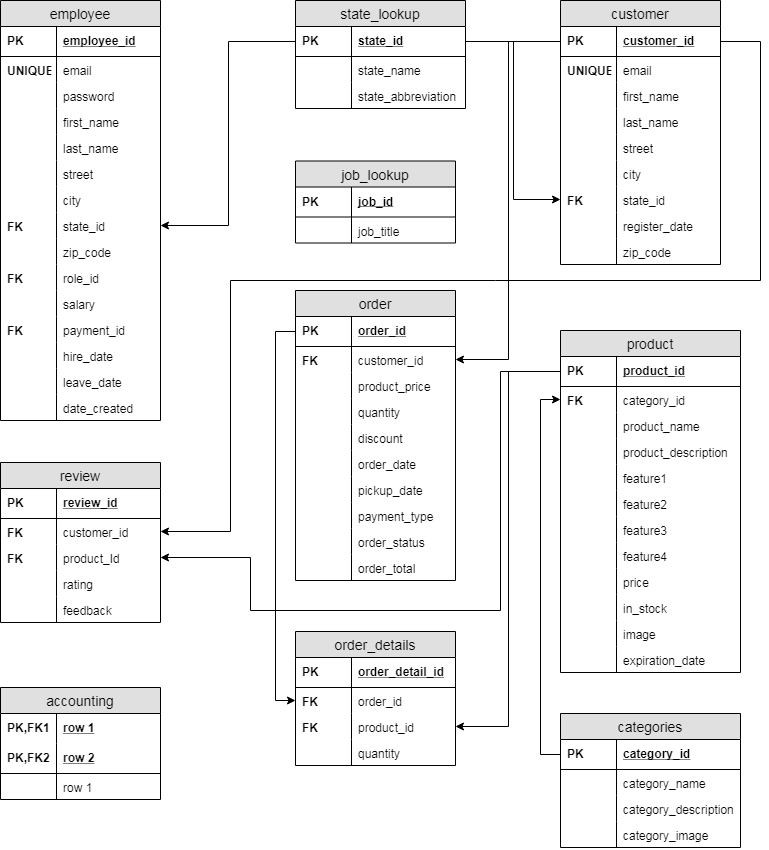 employee
PK employee_id
UNIQUE email
password
first_name
last_name
street
city
FK state_id
zip_code
FK role_id
salary
FK payment_id
hire_date
leave_date
date_created
state_lookup
PK state_id
state_name
state_abbreviation
customer
PK customer_id
UNIQUE email
first_name
last_name
street
city
FK state_id
register_date
zip_code
job_lookup
PK job_id
job_title
order
PK order_id
FK customer_id
product_price
quantity
discount
order_date
pickup_date
payment_type
order_status
order_total
product
PK product_id
FK category_id
product_name
product_description
feature1
feature2
feature3
feature4
price
in_stock
image
expiration_date
review
PK review_id
FK customer_id
FK product_Id
rating
feedback
order_details
PK order_detail_id
FK order_id
FK product_id
quantity
accounting
PK,FK1 row 1
PK,FK2 row 2
row 1
categories
PK category_id
category_name
category_description
category_image